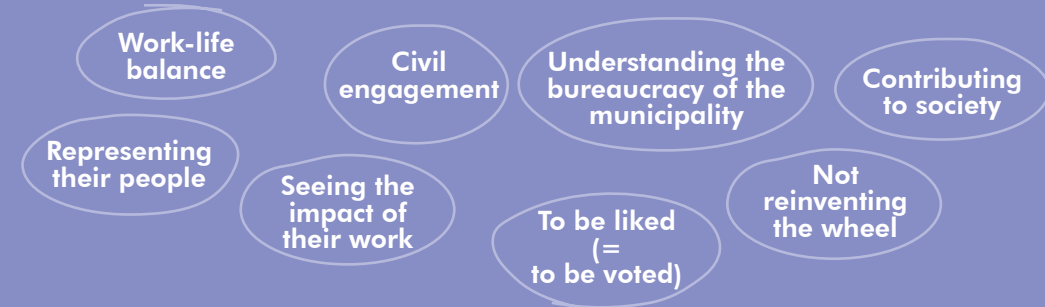 Work-life
balance
Civil
engagement
Understanding the
bureaucracy of the
municipality
Contributing
to society
Representing
their people
Seeing the
impact of
their work
To be liked
(=
to be voted)
Not
reinventing
the wheel